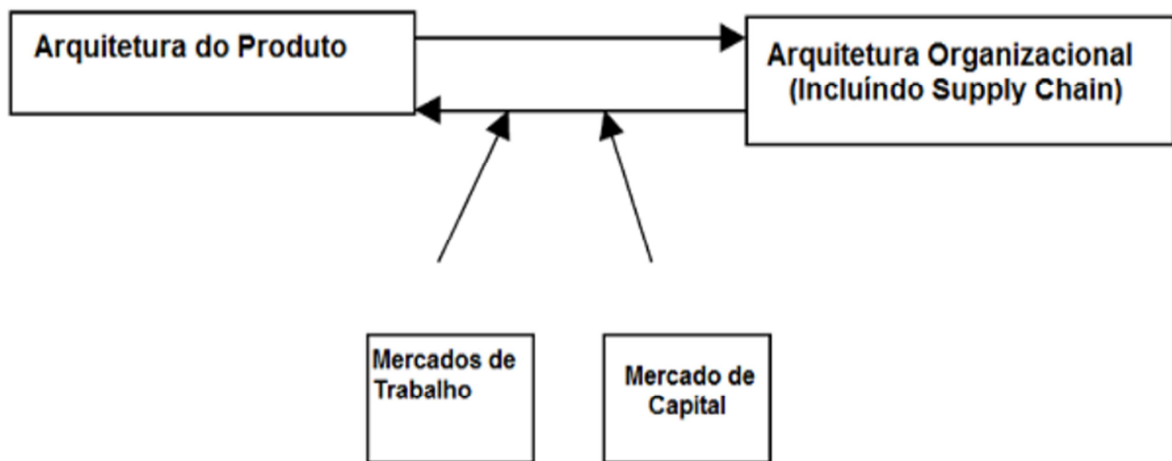 Arquitetura do Produto
Arquitetura Organizacional
(Incluíndo Supply Chain)
Mercados de
Trabalho
Mercado de
Capital